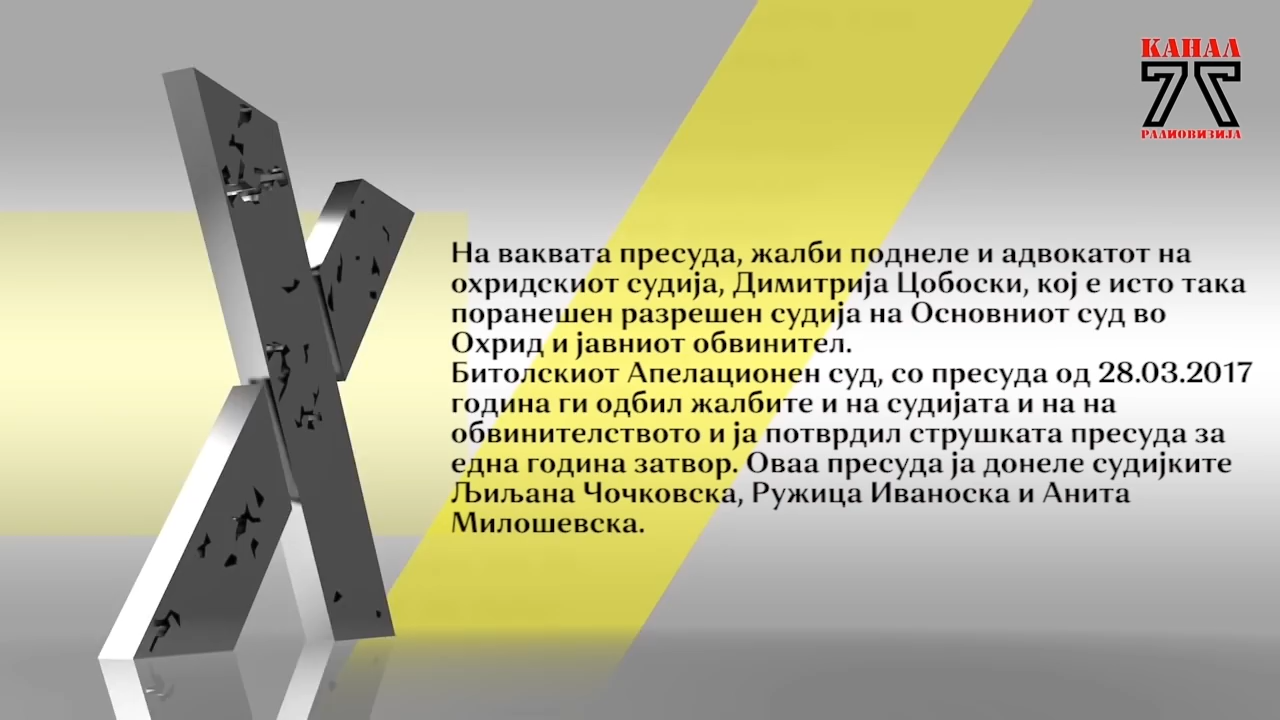 КАНАЛ
77
РАДИОВИЗИЈА
На ваквата пресуда, жалби поднеле и адвокатот на
охридскиот судија, Димитрија Цобоски, кој е исто така
поранешен разрешен судија на Основниот суд во
Охрид и јавниот обвинител.
Битолскиот Апелационен суд, со пресуда од 28.03.2017
година ги одбил жалбите и на судијата и на на
обвинителството и ја потврдил струшката пресуда за
една година затвор. Оваа пресуда ја донеле судијките
Љиљана Чочковска, Ружица Иваноска и Анита
Милошевска.